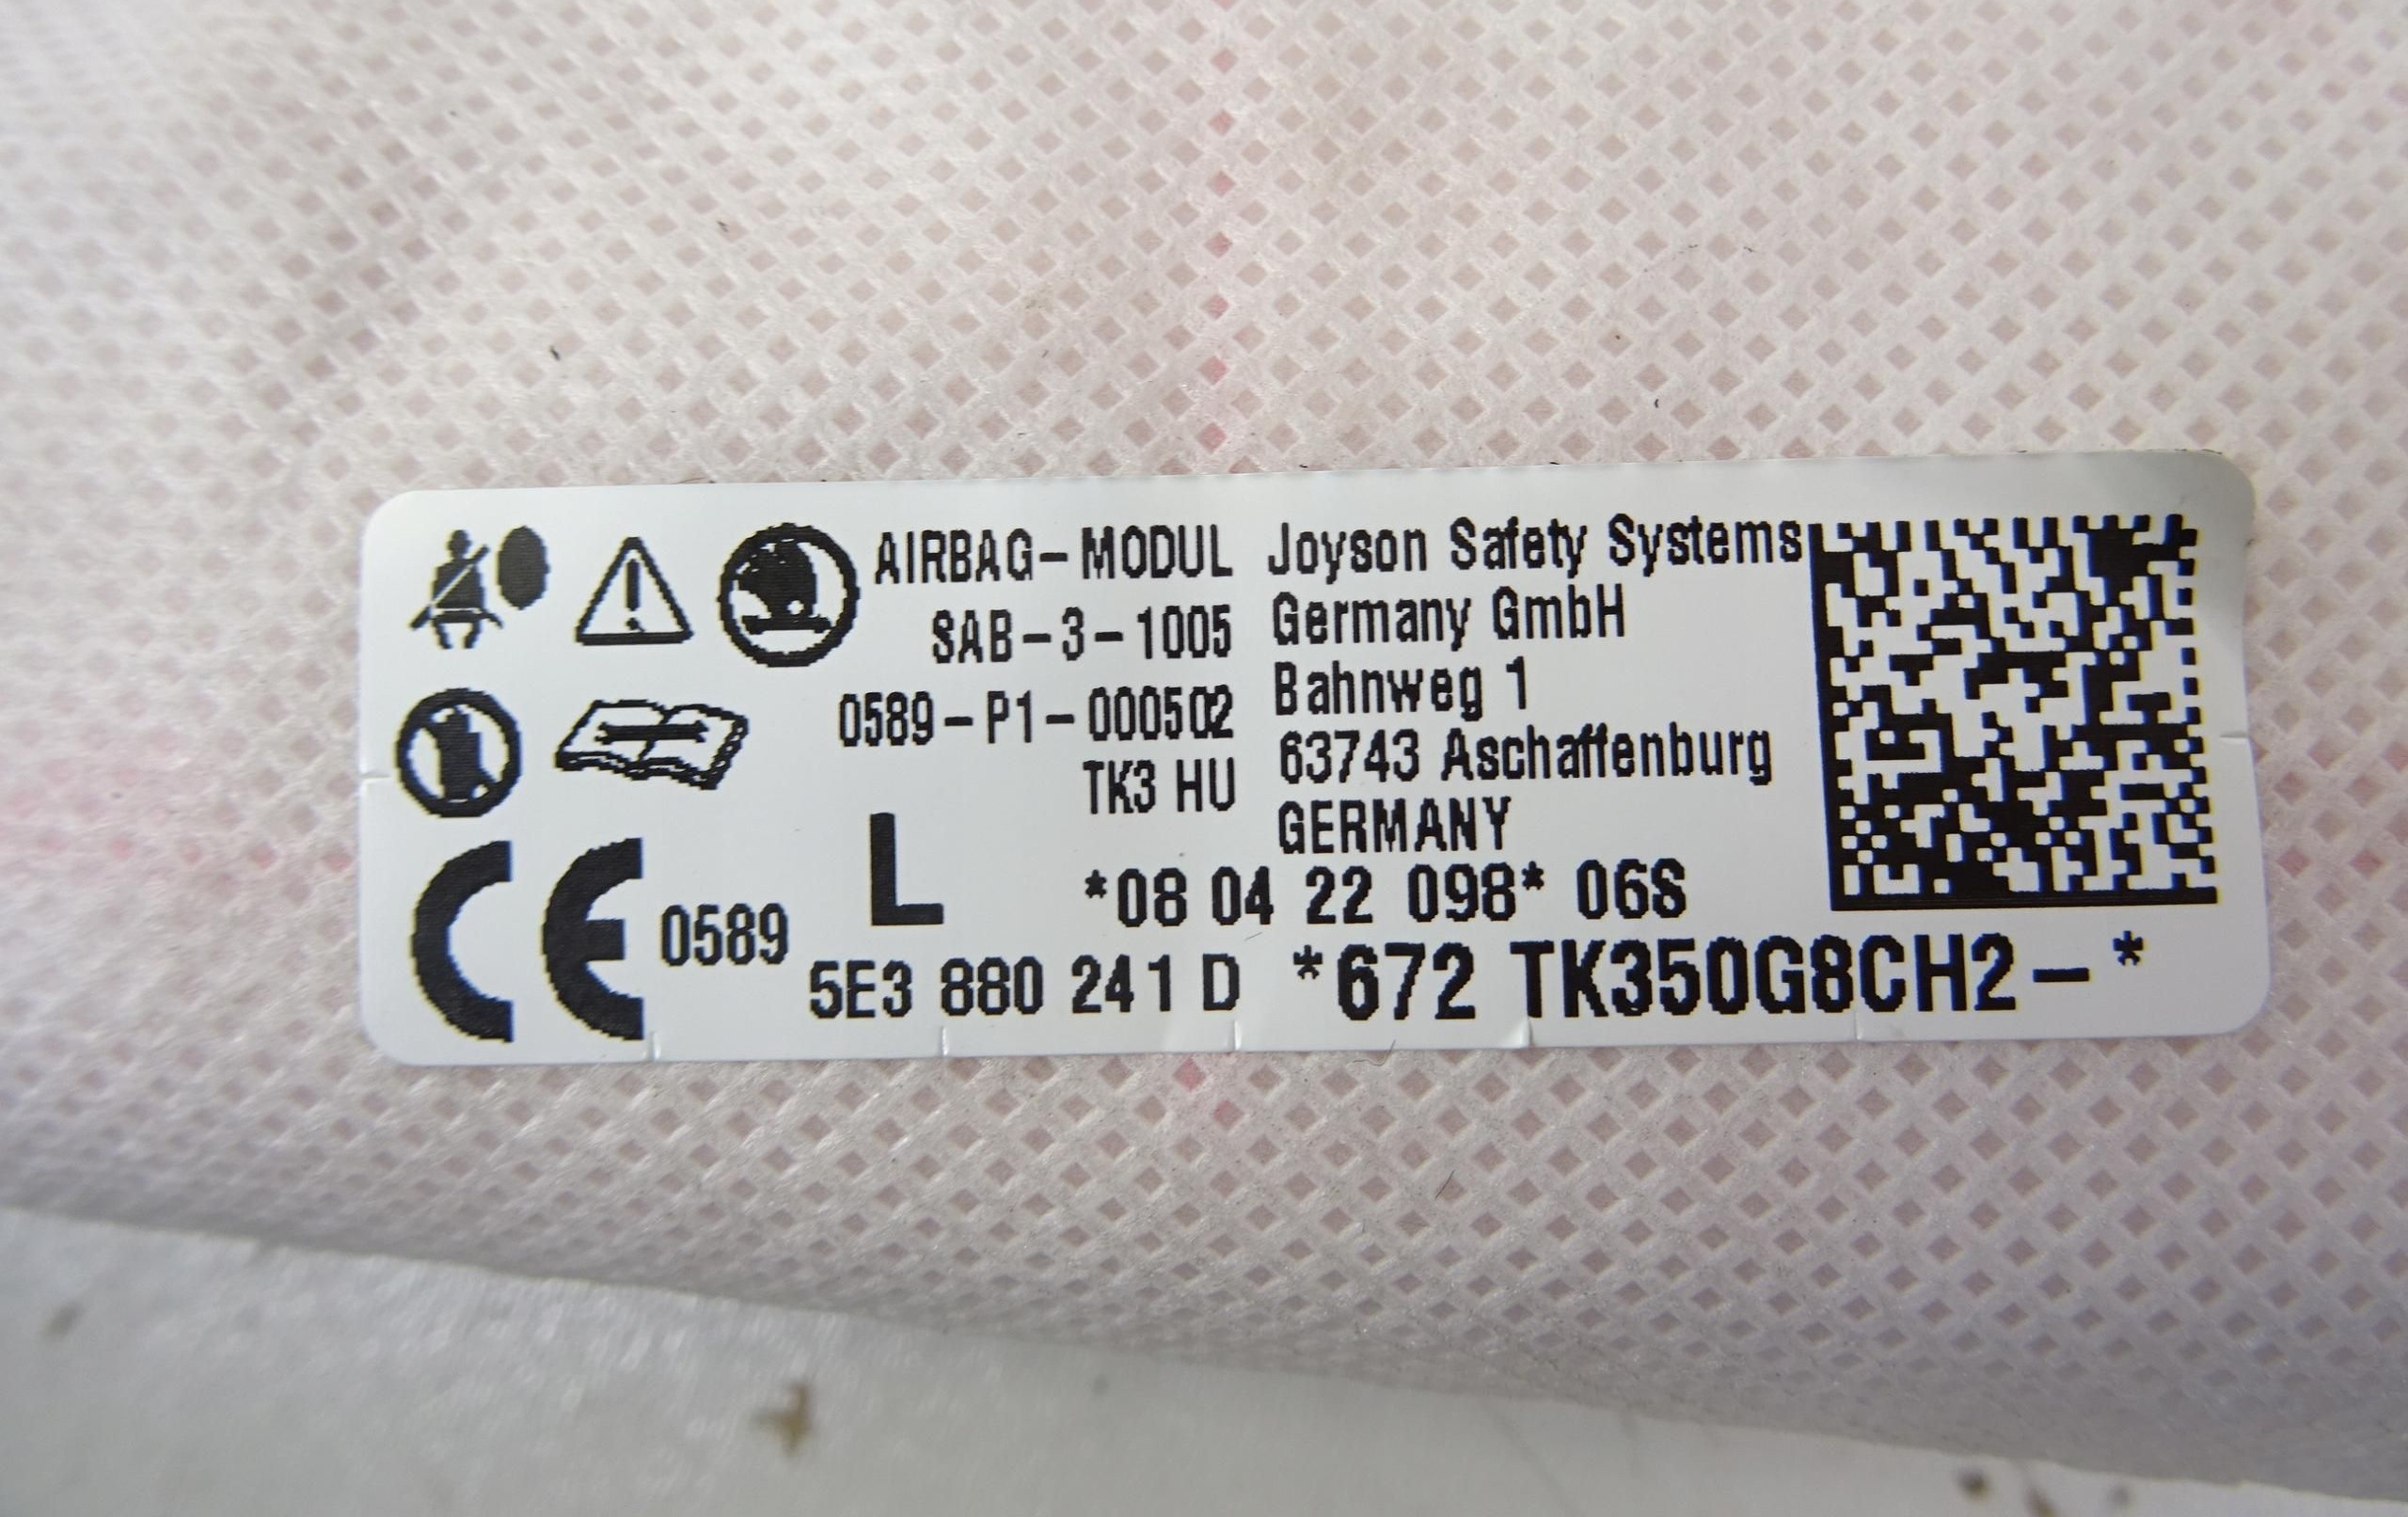 AIRBAG-MODUL
SAB-3-1005
0589-P1-000502
TK3 HU
Joyson Safety Systems
Germany GmbH
Bahnweg 1
63743 Aschaffenburg
GERMANY
L
*08 04 22 098* 06S
CE 0589
5E3 880 241 D *672 TK350G8CH2-*